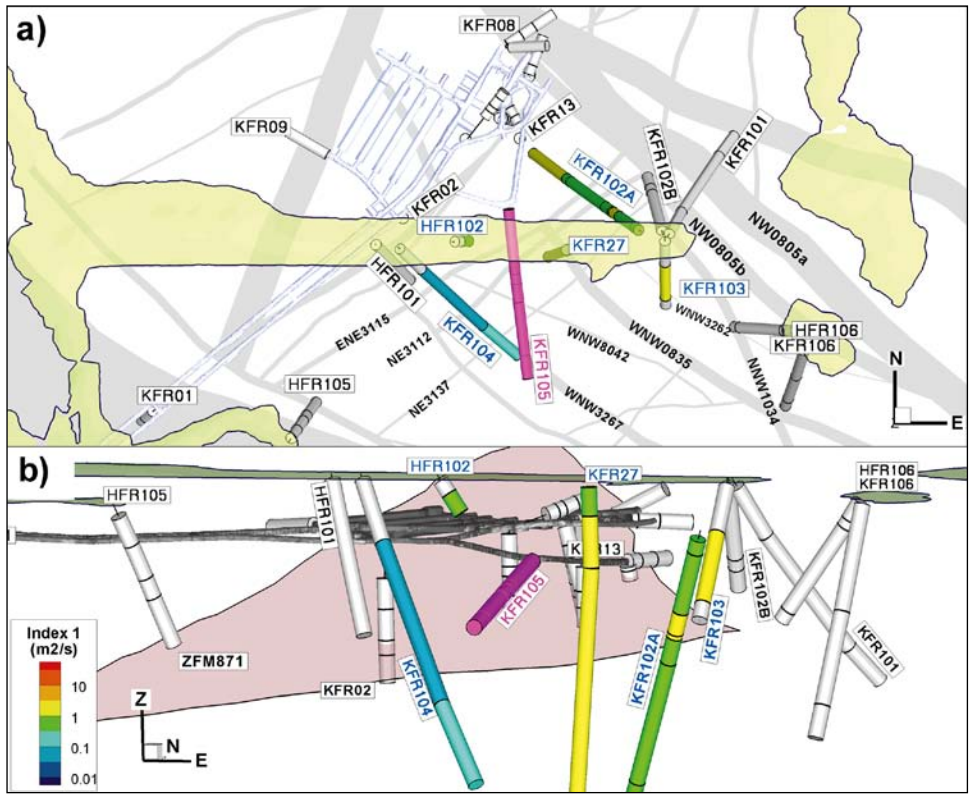 a)
KFR08
KFR09
KFR13
KFR102A
KFR102B
KFR101
KFR02
HFR102
KFR27
NW0805b
NW0805a
HFR101
KFR103
WNW3262
HFR106
KFR106
ENE3115
NE3112
KFR104
KFR105
WNW8042
WNW0835
NNW1034
KFR01
HFR105
NE3137
WNW3267
N
E
Z
b)
HFR102
KFR27
HFR106
KFR106
HFR105
HFR101
KFR105
KFR102B
KFR103
KFR102A
KFR101
ZFM871
KFR02
KFR104
Index 1
(m2/s)
10
1
0.1
0.01
Z
N
E